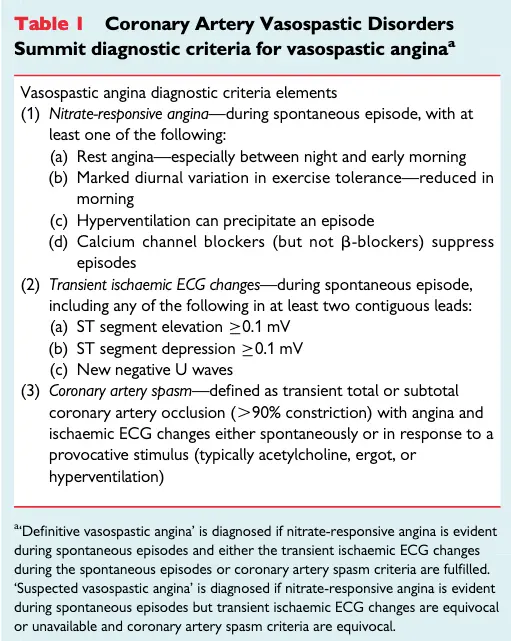 Table 1 Coronary Artery Vasospastic Disorders
Summit diagnostic criteria for vasospastic anginaᵃ
Vasospastic angina diagnostic criteria elements
(1) Nitrate-responsive angina—during spontaneous episode, with at
least one of the following:
(a) Rest angina—especially between night and early morning
(b) Marked diurnal variation in exercise tolerance—reduced in
morning
(c) Hyperventilation can precipitate an episode
(d) Calcium channel blockers (but not β-blockers) suppress
episodes
(2) Transient ischaemic ECG changes—during spontaneous episode,
including any of the following in at least two contiguous leads:
(a) ST segment elevation ≥0.1 mV
(b) ST segment depression ≥0.1 mV
(c) New negative U waves
(3) Coronary artery spasm—defined as transient total or subtotal
coronary artery occlusion (>90% constriction) with angina and
ischaemic ECG changes either spontaneously or in response to a
provocative stimulus (typically acetylcholine, ergot, or
hyperventilation)
ᵃ‘Definitive vasospastic angina’ is diagnosed if nitrate-responsive angina is evident
during spontaneous episodes and either the transient ischaemic ECG changes
during the spontaneous episodes or coronary artery spasm criteria are fulfilled.
‘Suspected vasospastic angina’ is diagnosed if nitrate-responsive angina is evident
during spontaneous episodes but transient ischaemic ECG changes are equivocal
or unavailable and coronary artery spasm criteria are equivocal.